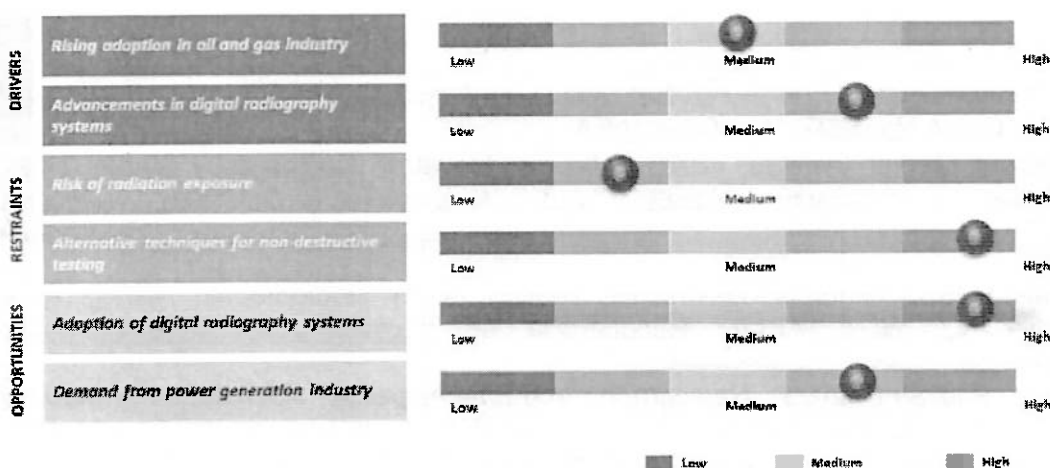 DRIVERS
Rising adoption in oil and gas industry
Low Medium High
Advancements in digital radiography
systems
Low Medium High
RESTRAINTS
Risk of radiation exposure
Low Medium High
Alternative techniques for non-destructive
testing
Low Medium High
OPPORTUNITIES
Adoption of digital radiography systems
Low Medium High
Demand from power generation industry
Low Medium High
Low Medium High